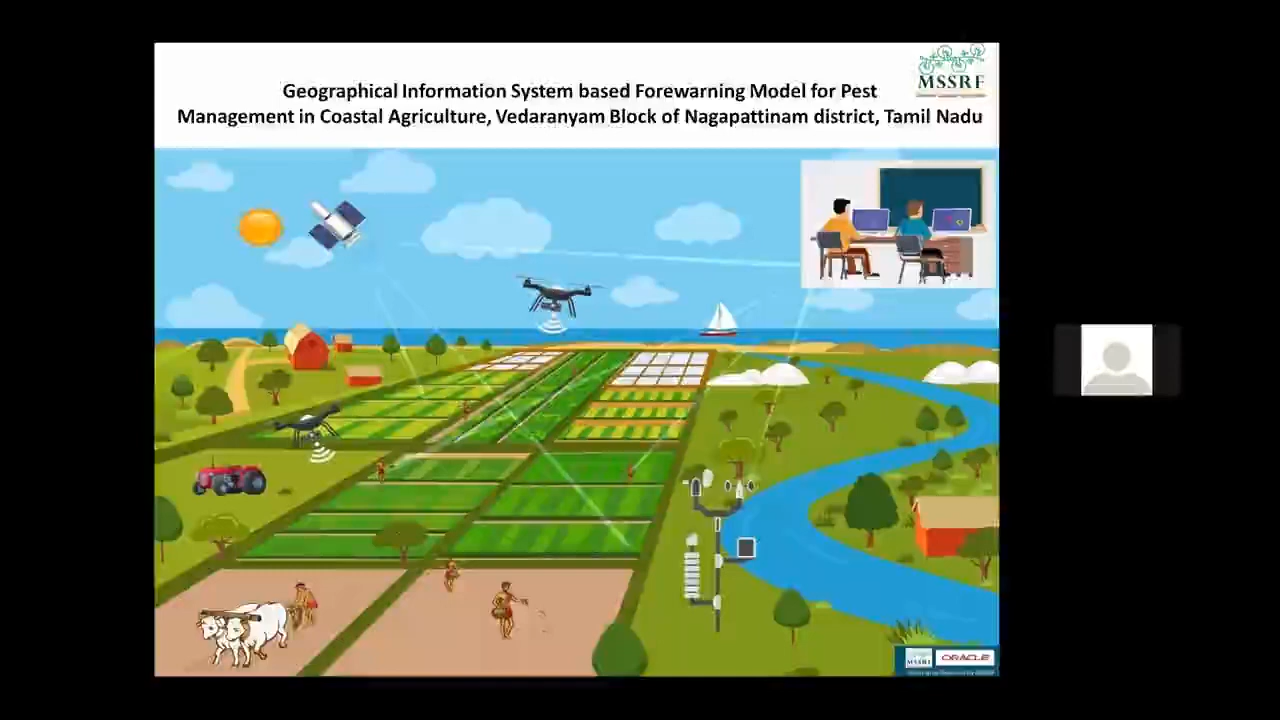 MSSRF
Geographical Information System based Forewarning Model for Pest
Management in Coastal Agriculture, Vedaranyam Block of Nagapattinam district, Tamil Nadu
MSSRF
ORACLE